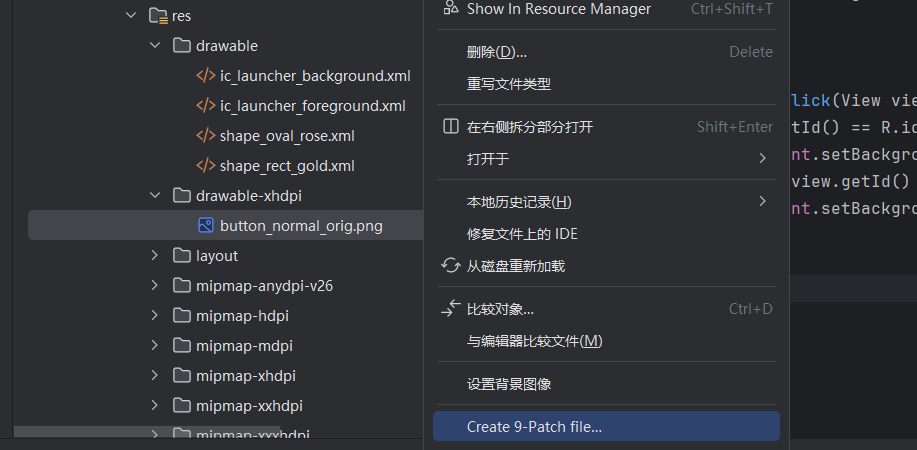 res
drawable
ic_launcher_background.xml
ic_launcher_foreground.xml
shape_oval_rose.xml
shape_rect_gold.xml
drawable-xhdpi
button_normal_orig.png
layout
mipmap-anydpi-v26
mipmap-hdpi
mipmap-mdpi
mipmap-xhdpi
mipmap-xxhdpi
mipmap-xxxhdpi
Show In Resource Manager Ctrl+Shift+T
删除(D)... Delete
重写文件类型
在右侧拆分部分打开 Shift+Enter
打开于
本地历史记录(H)
修复文件上的 IDE
从磁盘重新加载
比较对象... Ctrl+D
与编辑器比较文件(M)
设置背景图像
Create 9-Patch file...
lick(View vie
tId() == R.id
nt.setBackgro
view.getId()
nt.setBackgro